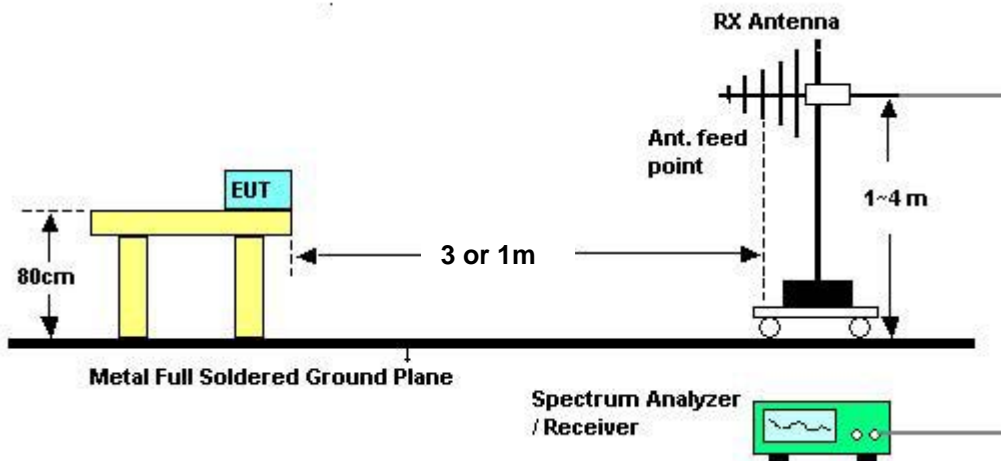 RX Antenna
Ant. feed
point
EUT
1~4 m
3 or 1m
80cm
Metal Full Soldered Ground Plane
Spectrum Analyzer
/ Receiver